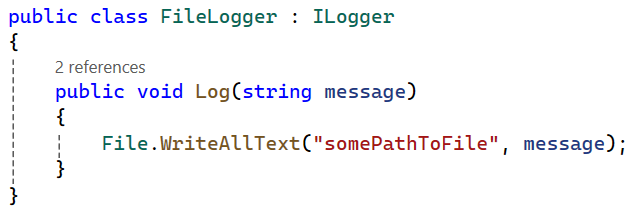 public class FileLogger : ILogger
{
2 references
public void Log(string message)
{
File.WriteAllText("somePathToFile", message);
}
}